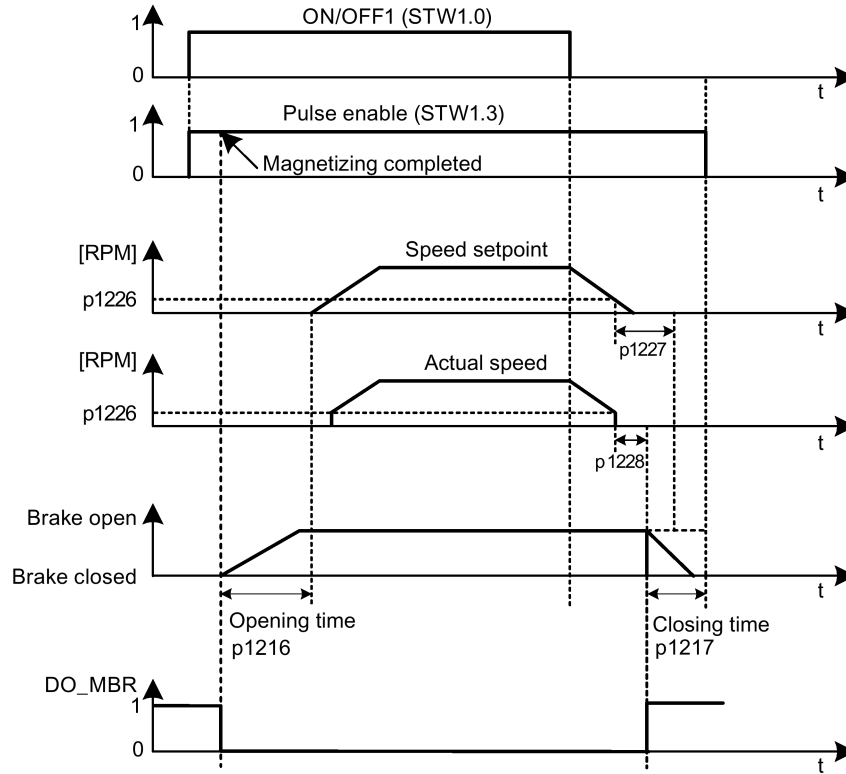 ON/OFF1 (STW1.0)
1
0
t
Pulse enable (STW1.3)
1
Magnetizing completed
0
t
[RPM]
Speed setpoint
p1226
t
p1227
[RPM]
Actual speed
p1226
t
p1228
Brake open
Brake closed
t
Opening time
p1216
Closing time
p1217
DO_MBR
1
0
t